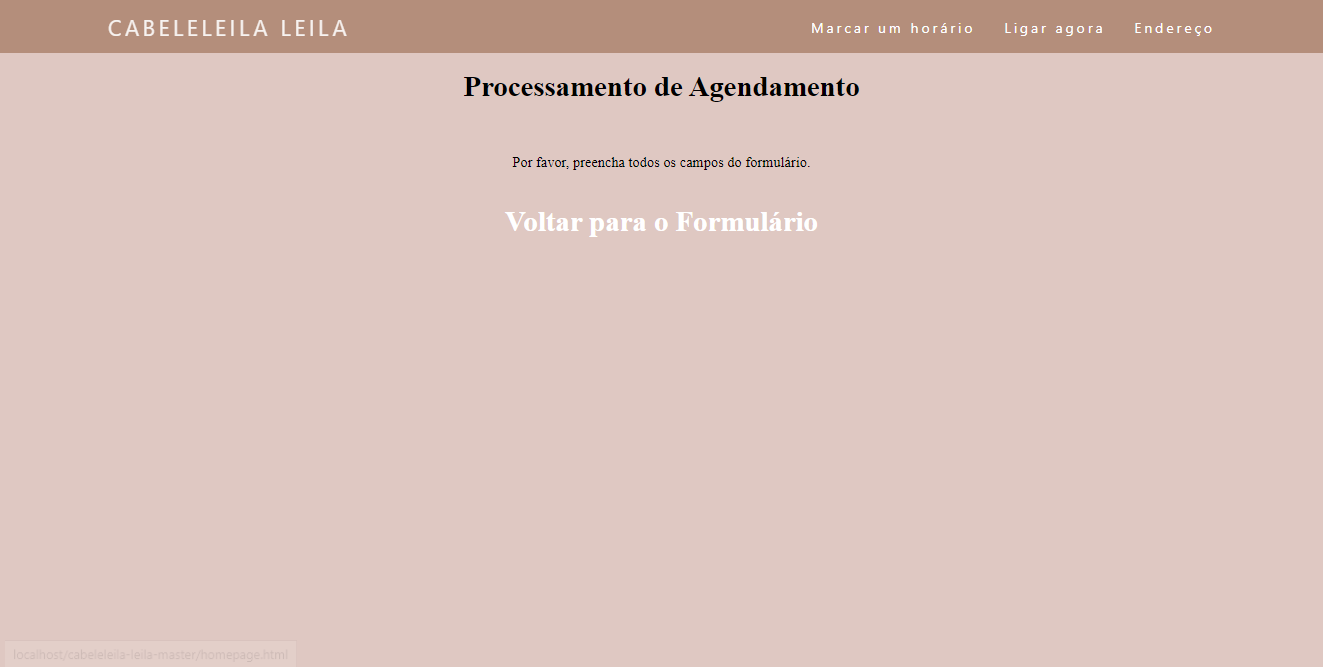 CABELELEILA LEILA
Marcar um horário Ligar agora Endereço
Processamento de Agendamento
Por favor, preencha todos os campos do formulário.
Voltar para o Formulário
localhost/cabeleleila-leila-master/homepage.html